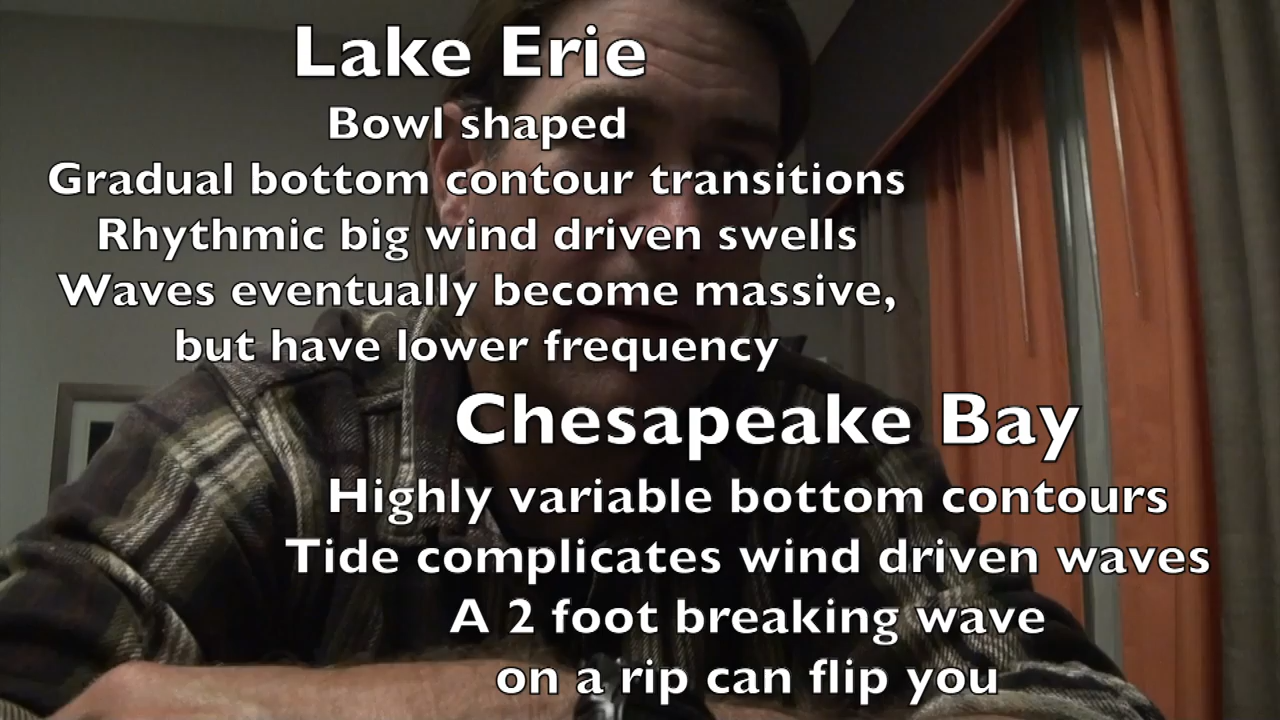 Lake Erie
Bowl shaped
Gradual bottom contour transitions
Rhythmic big wind driven swells
Waves eventually become massive,
but have lower frequency
Chesapeake Bay
Highly variable bottom contours
Tide complicates wind driven waves
A 2 foot breaking wave
on a rip can flip you